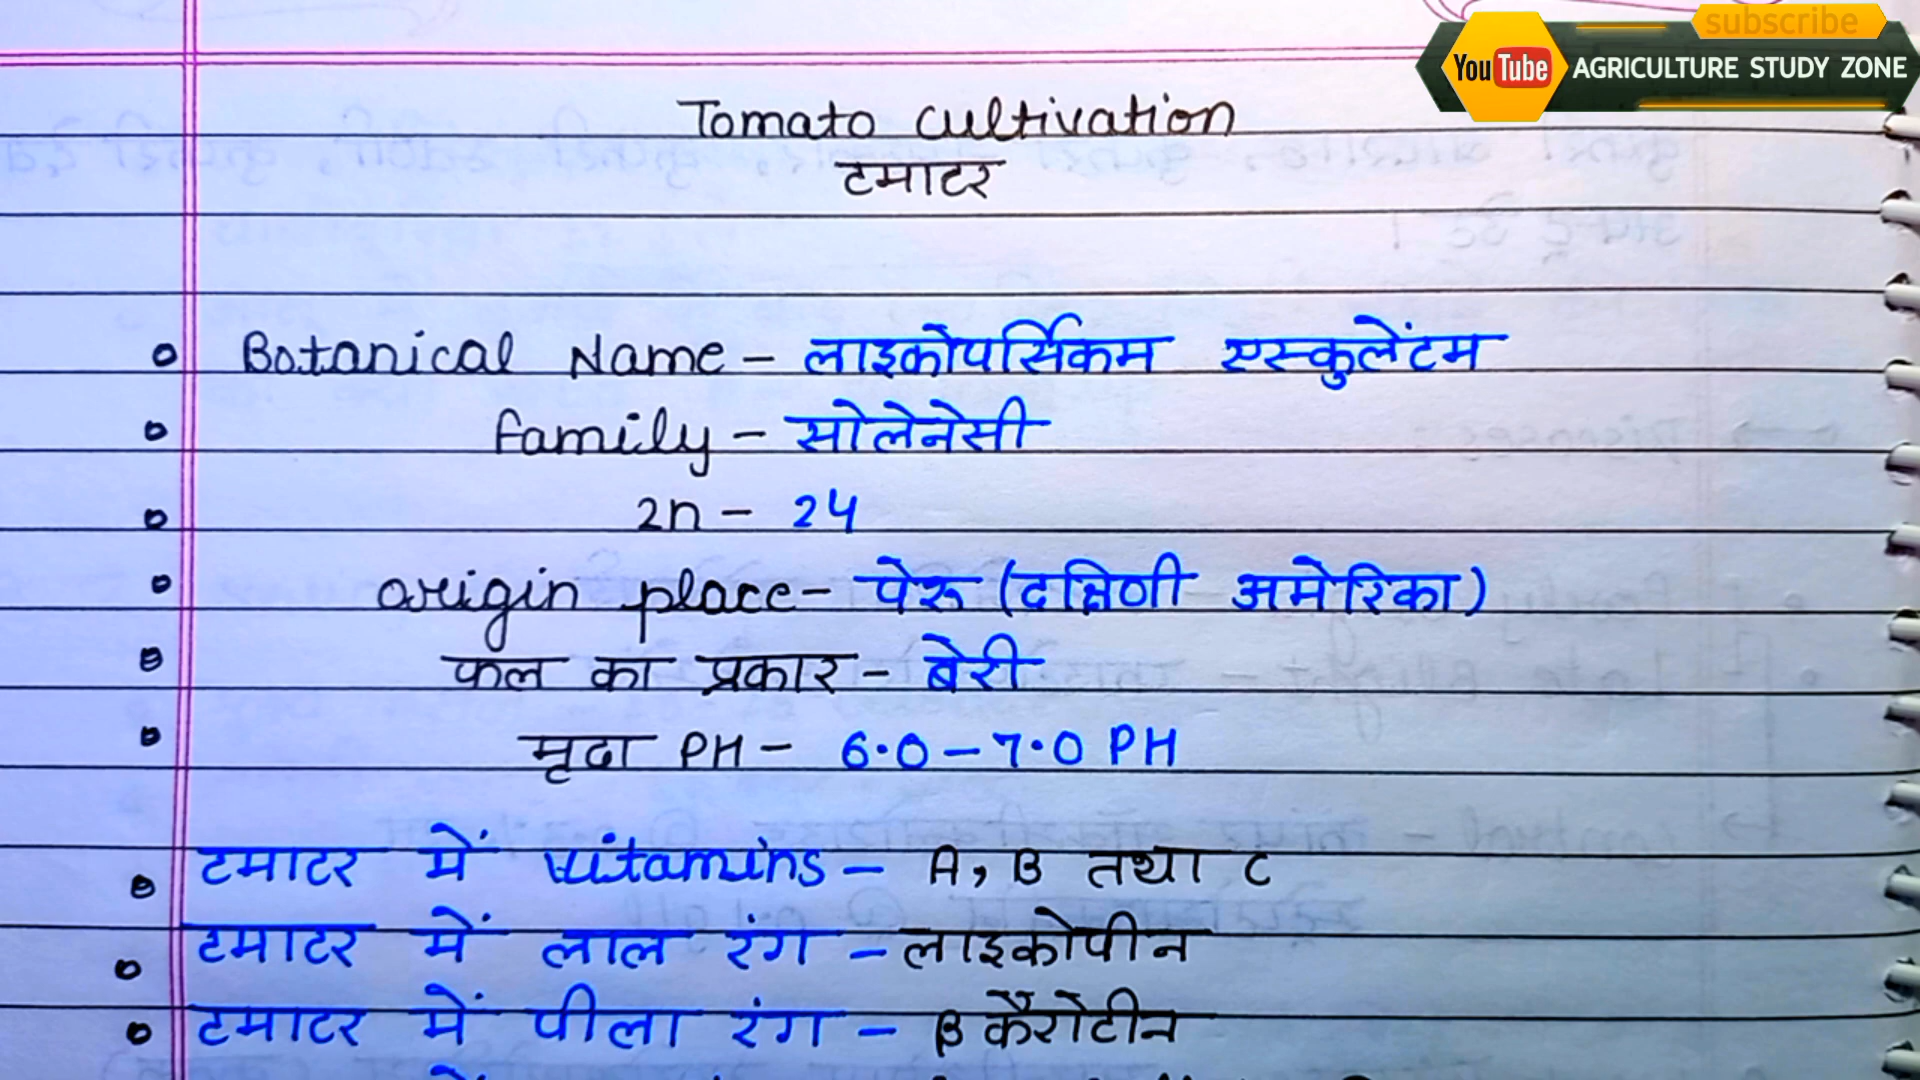 subscribe
YouTube AGRICULTURE STUDY ZONE
Tomato cultivation
टमाटर
Botanical Name - लाइकोपर्सिकम एस्कुलेंटम
family - सोलेनेसी
2n - 24
origin place - पेरू (दक्षिणी अमेरिका)
फल का प्रकार - बेरी
मृदा PH - 6.0 - 7.0 PH
टमाटर में vitamins - A, B तथा C
टमाटर में लाल रंग - लाइकोपीन
टमाटर में पीला रंग - β कैरोटीन